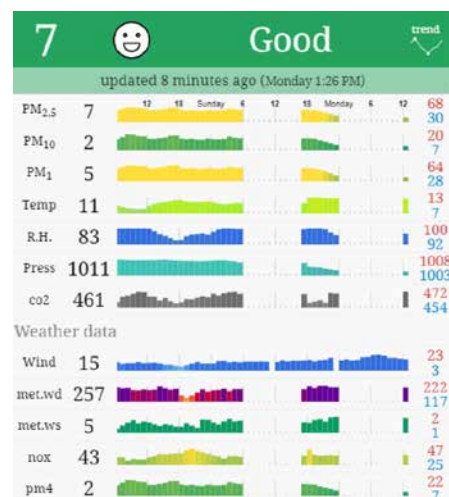 7 Good trend
updated 8 minutes ago (Monday 1:26 PM)
12 18 Sunday 6 12 18 Monday 6 12
PM2.5 7 68 30
PM10 2 20 7
PM1 5 64 28
Temp 11 13 7
R.H. 83 100 92
Press 1011 1008 1003
co2 461 472 454
Weather data
Wind 15 23 3
met.wd 257 222 117
met.ws 5 2 1
nox 43 47 25
pm4 2 22 7